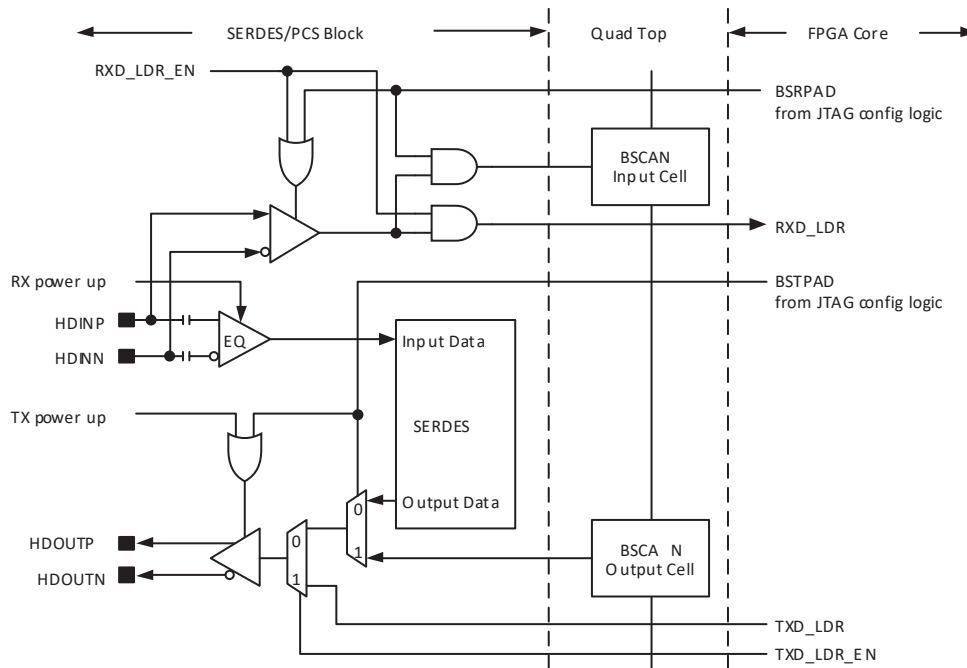 SERDES/PCS Block
Quad Top
FPGA Core
RXD_LDR_EN
BSRPAD
from JTAG config logic
BSCAN
Input Cell
RXD_LDR
RX power up
BSTPAD
from JTAG config logic
HDINP
EQ
Input Data
HDINN
TX power up
SERDES
Output Data
0
1
HDOUTP
0
HDOUTN
1
BSCA N
Output Cell
TXD_LDR
TXD_LDR_EN